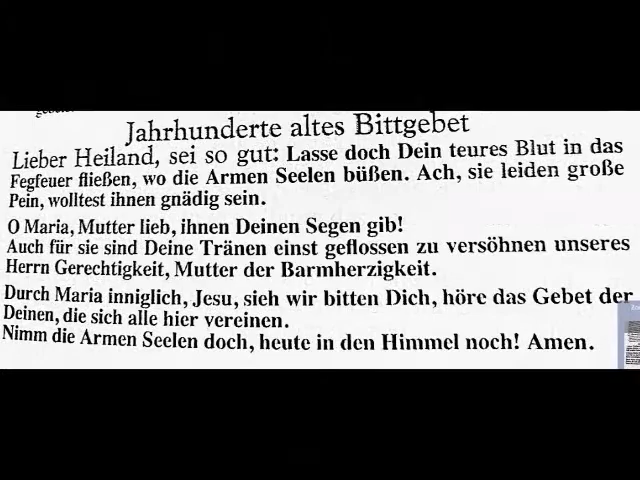 Jahrhunderte altes Bittgebet
Lieber Heiland, sei so gut: Lasse doch Dein teures Blut in das
Fegfeuer fließen, wo die Armen Seelen büßen. Ach, sie leiden große
Pein, wolltest ihnen gnädig sein.
O Maria, Mutter lieb, ihnen Deinen Segen gib!
Auch für sie sind Deine Tränen einst geflossen zu versöhnen unseres
Herrn Gerechtigkeit, Mutter der Barmherzigkeit.
Durch Maria inniglich, Jesu, sieh wir bitten Dich, höre das Gebet der
Deinen, die sich alle hier vereinen.
Nimm die Armen Seelen doch, heute in den Himmel noch! Amen.